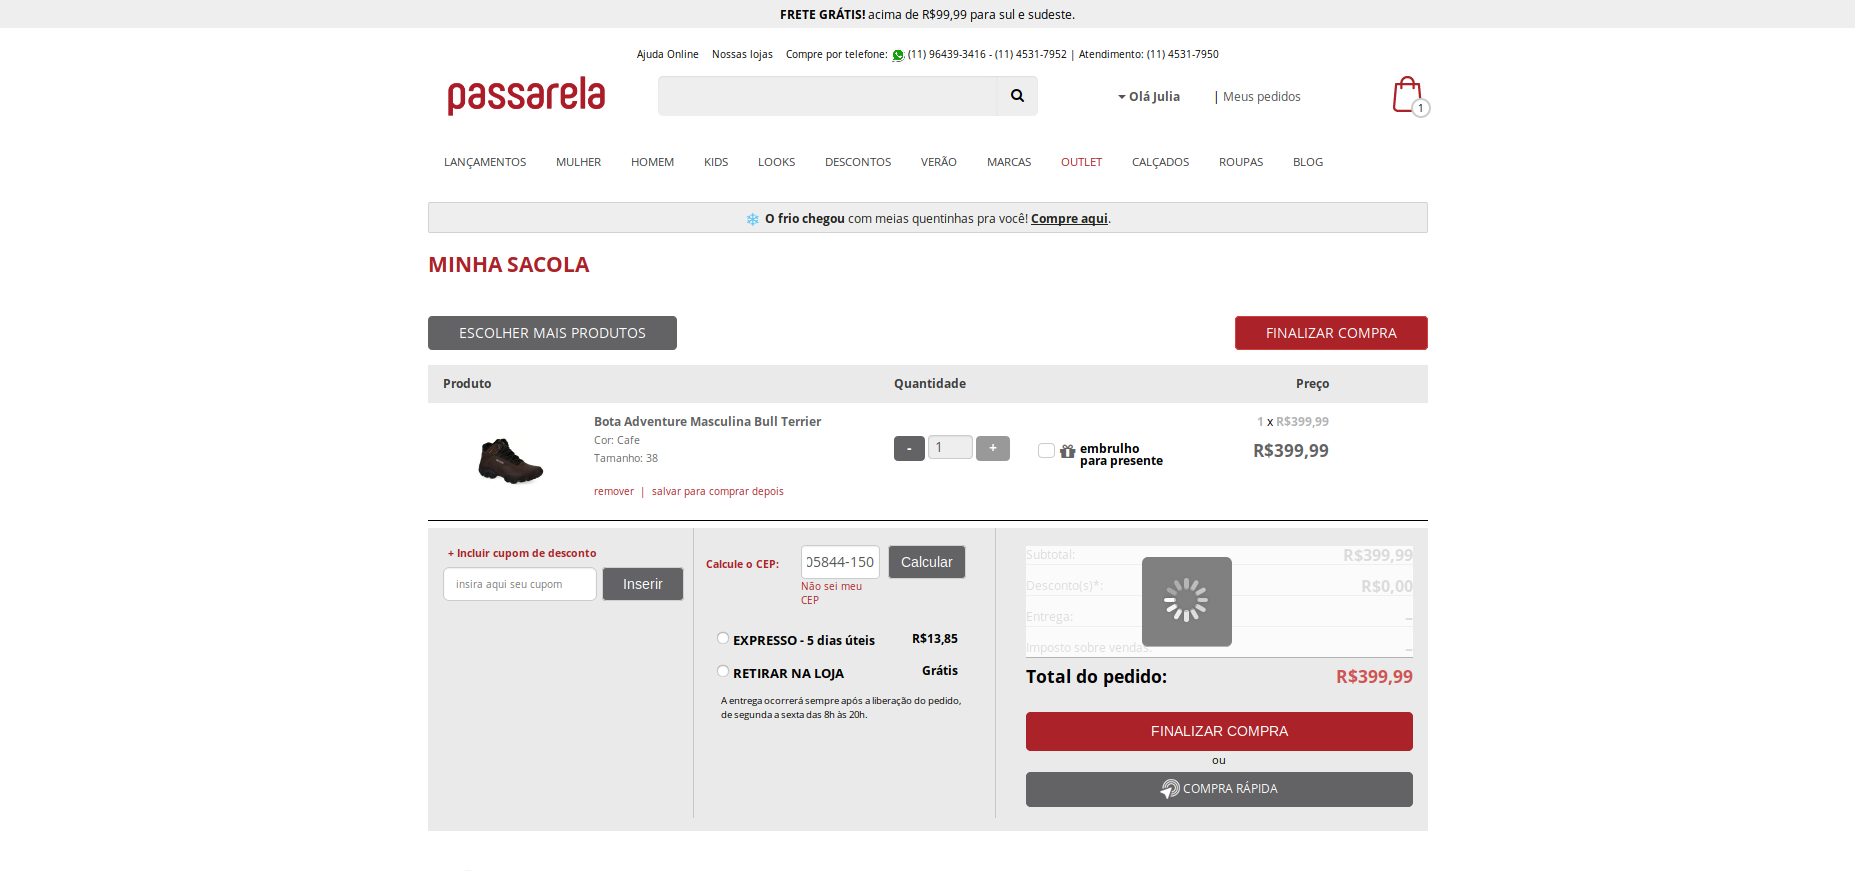 FRETE GRÁTIS! acima de R$99,99 para sul e sudeste.
Ajuda Online Nossas lojas Compre por telefone: (11) 96439-3416 - (11) 4531-7952 | Atendimento: (11) 4531-7950
passarela
Olá Julia | Meus pedidos
1
LANÇAMENTOS MULHER HOMEM KIDS LOOKS DESCONTOS VERÃO MARCAS OUTLET CALÇADOS ROUPAS BLOG
O frio chegou com meias quentinhas pra você! Compre aqui.
MINHA SACOLA
ESCOLHER MAIS PRODUTOS FINALIZAR COMPRA
Produto Quantidade Preço
Bota Adventure Masculina Bull Terrier
Cor: Cafe
Tamanho: 38
remover | salvar para comprar depois
- 1 +
embrulho
para presente
1 x R$399,99
R$399,99
+ Incluir cupom de desconto
insira aqui seu cupom Inserir
Calcule o CEP: 05844-150 Calcular
Não sei meu
CEP
EXPRESSO - 5 dias úteis R$13,85
RETIRAR NA LOJA Grátis
A entrega ocorrerá sempre após a liberação do pedido,
de segunda a sexta das 8h às 20h.
Subtotal: R$399,99
Desconto(s)*: R$0,00
Entrega: –
Imposto sobre vendas: –
Total do pedido: R$399,99
FINALIZAR COMPRA
ou
COMPRA RÁPIDA